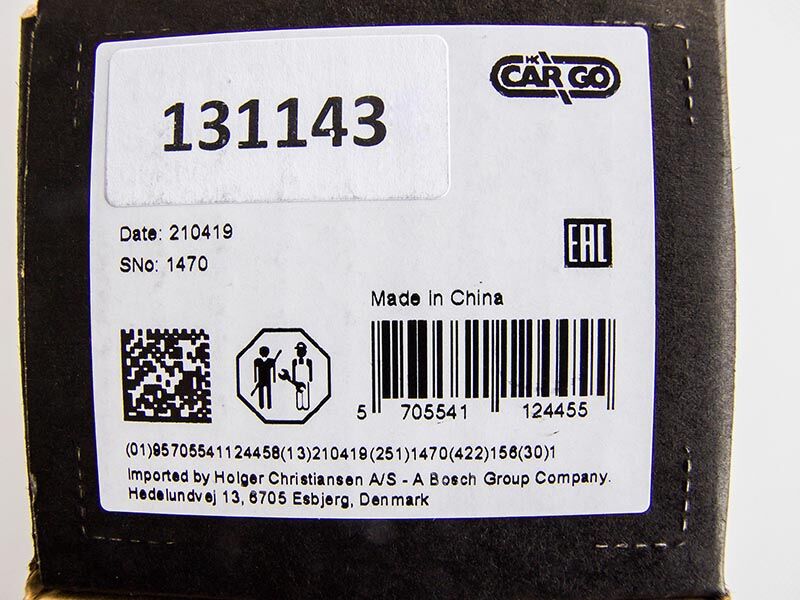 131143
HK
CARGO
Date: 210419
SNo: 1470
EAC
Made in China
5 705541 124455
(01)95705541124458(13)210419(251)1470(422)156(30)1
Imported by Holger Christiansen A/S - A Bosch Group Company.
Hedelundvej 13, 6705 Esbjerg, Denmark